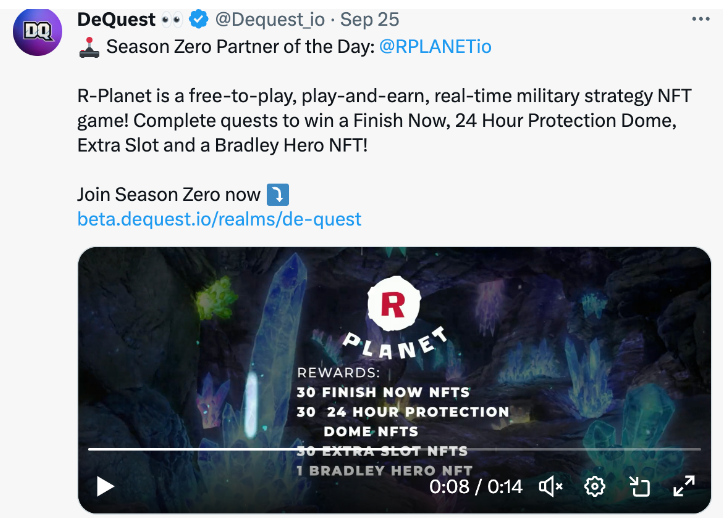 DQ
DeQuest 👀 @Dequest_io · Sep 25
🕹️ Season Zero Partner of the Day: @RPLANETio
R-Planet is a free-to-play, play-and-earn, real-time military strategy NFT
game! Complete quests to win a Finish Now, 24 Hour Protection Dome,
Extra Slot and a Bradley Hero NFT!
Join Season Zero now ⤵️
beta.dequest.io/realms/de-quest
R
PLANET
REWARDS:
30 FINISH NOW NFTS
30 24 HOUR PROTECTION
DOME NFTS
30 EXTRA SLOT NFTS
1 BRADLEY HERO NFT
0:08 / 0:14